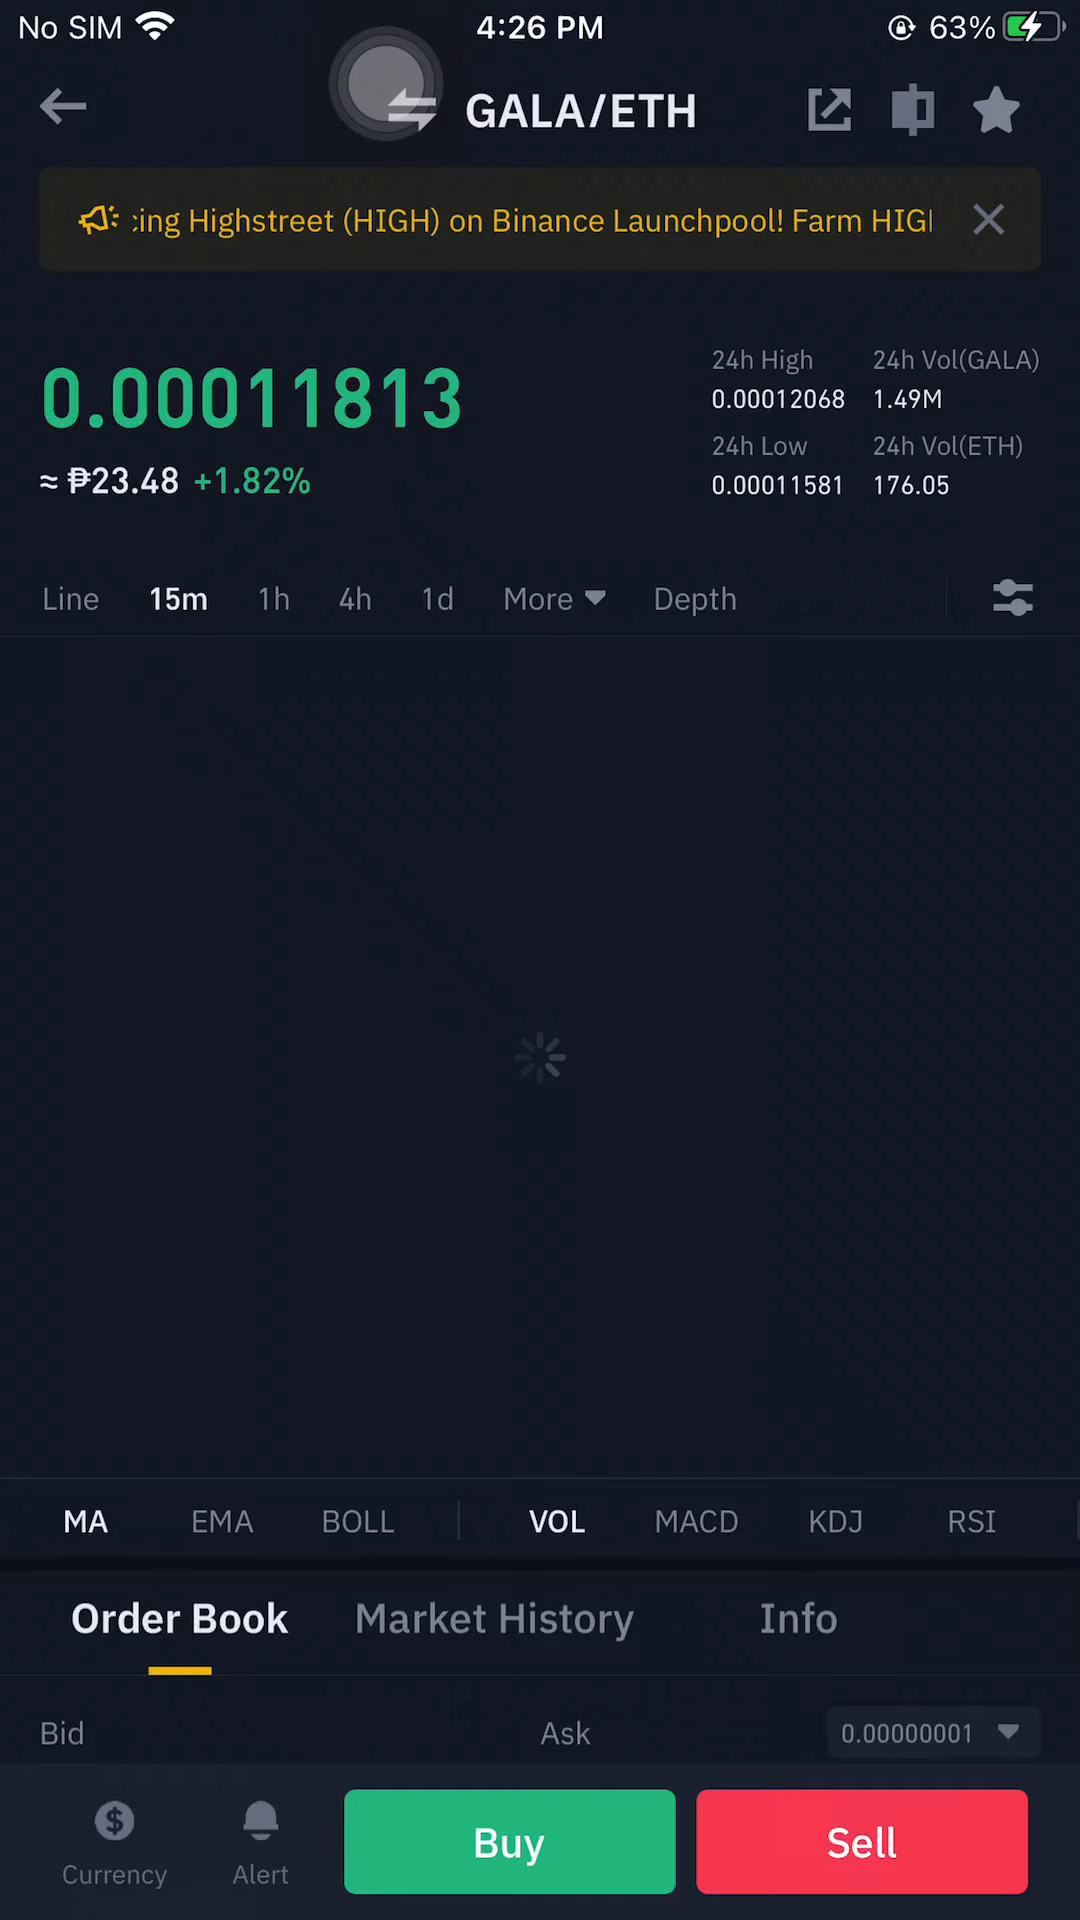 No SIM 4:26 PM 63%
GALA/ETH
cing Highstreet (HIGH) on Binance Launchpool! Farm HIGH
0.00011813
≈ ₱23.48 +1.82%
24h High 24h Vol(GALA)
0.00012068 1.49M
24h Low 24h Vol(ETH)
0.00011581 176.05
Line 15m 1h 4h 1d More Depth
MA EMA BOLL VOL MACD KDJ RSI
Order Book Market History Info
Bid Ask 0.00000001
Currency Alert Buy Sell